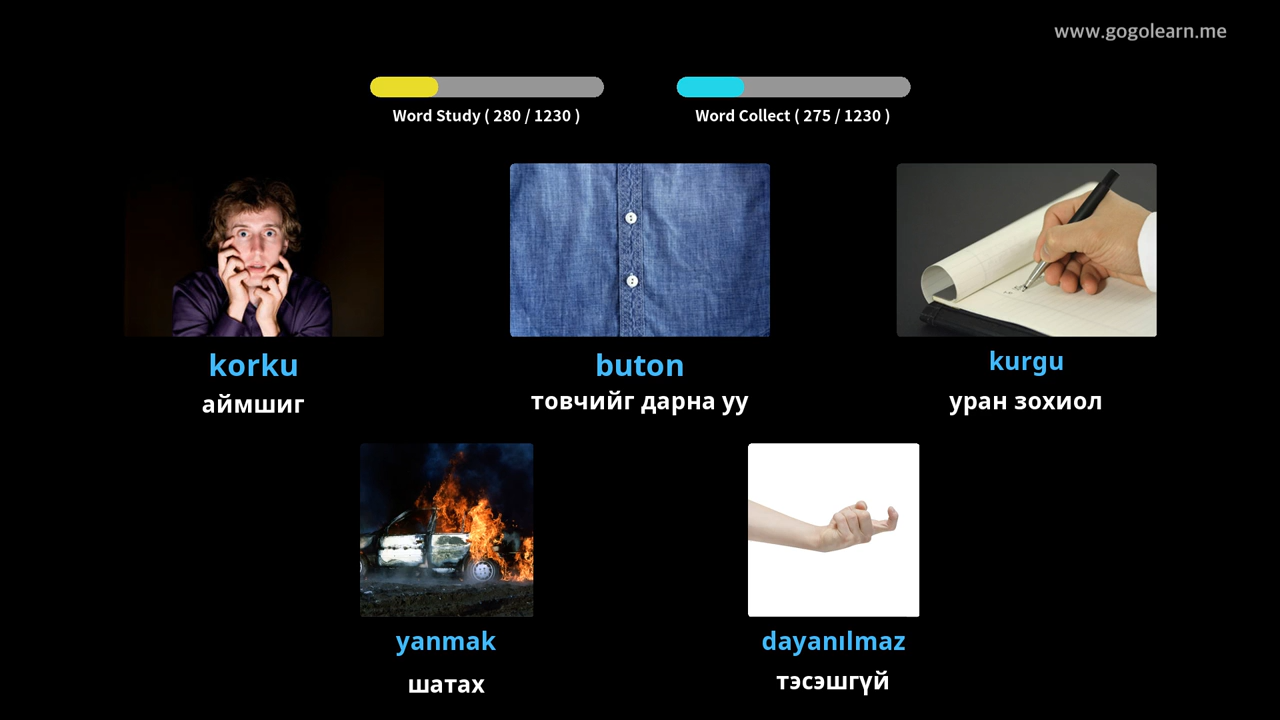 www.gogolearn.me
Word Study ( 280 / 1230 )
Word Collect ( 275 / 1230 )
korku
аймшиг
buton
товчийг дарна уу
kurgu
уран зохиол
yanmak
шатах
dayanılmaz
тэсэшгүй